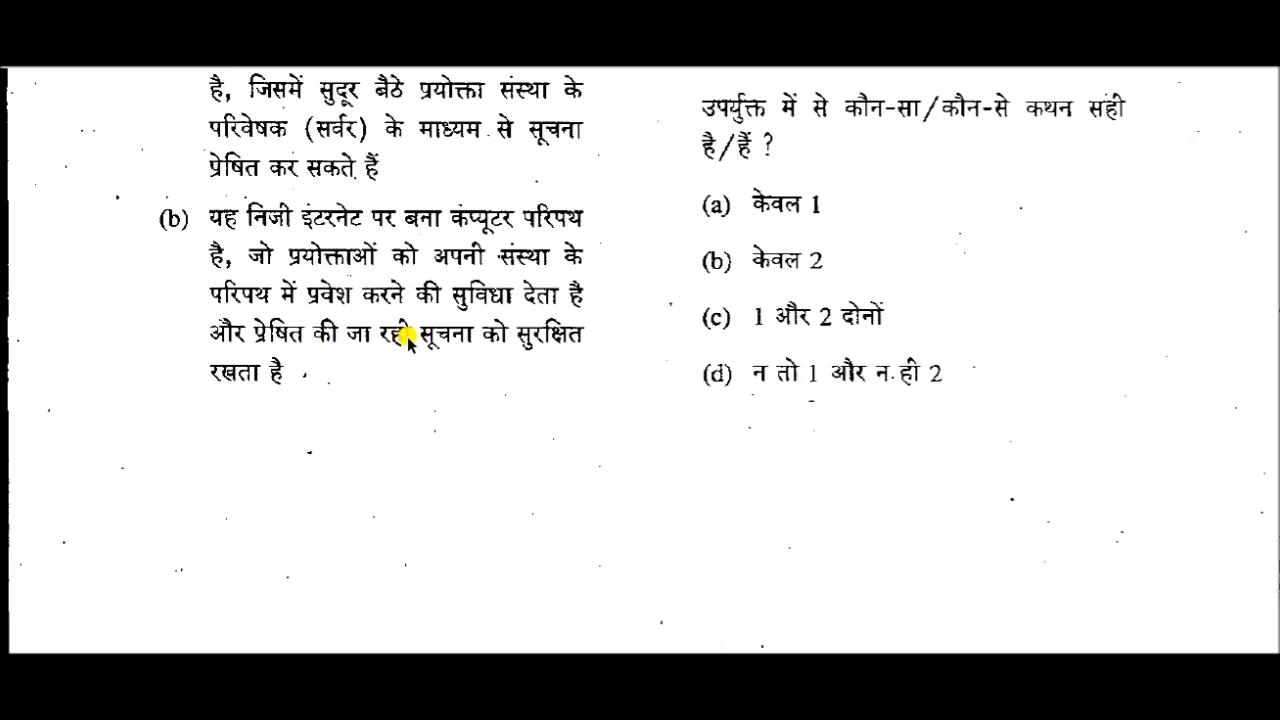 है, जिसमें सुदूर बैठे प्रयोक्ता संस्था के
परिवेषक (सर्वर) के माध्यम से सूचना
प्रेषित कर सकते हैं
(b) यह निजी इंटरनेट पर बना कंप्यूटर परिपथ
है, जो प्रयोक्ताओं को अपनी संस्था के
परिपथ में प्रवेश करने की सुविधा देता है
और प्रेषित की जा रही सूचना को सुरक्षित
रखता है
उपर्युक्त में से कौन-सा/कौन-से कथन सही
है/हैं ?
(a) केवल 1
(b) केवल 2
(c) 1 और 2 दोनों
(d) न तो 1 और न ही 2